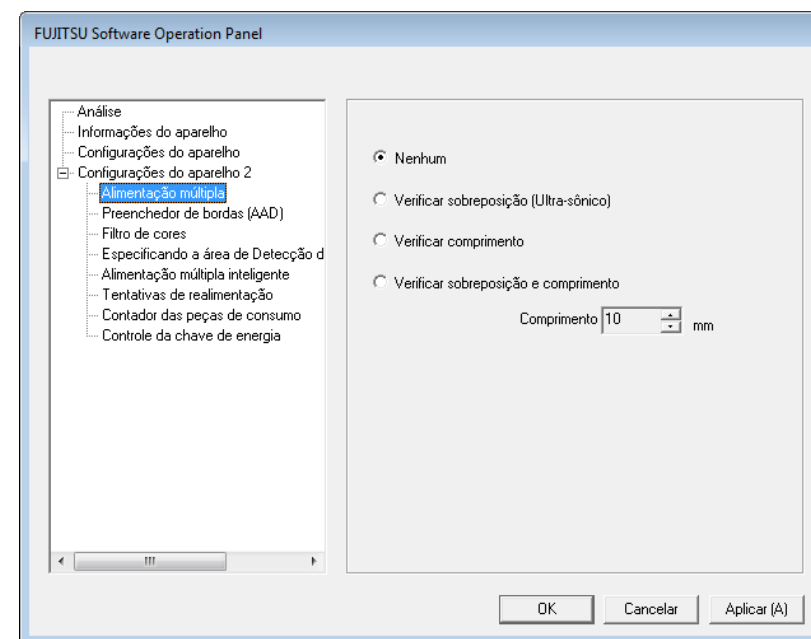 FUJITSU Software Operation Panel
Análise
Informações do aparelho
Configurações do aparelho
Configurações do aparelho 2
Alimentação múltipla
Preenchedor de bordas (AAD)
Filtro de cores
Especificando a área de Detecção d
Alimentação múltipla inteligente
Tentativas de realimentação
Contador das peças de consumo
Controle da chave de energia
Nenhum
Verificar sobreposição (Ultra-sônico)
Verificar comprimento
Verificar sobreposição e comprimento
Comprimento 10 mm
OK Cancelar Aplicar (A)